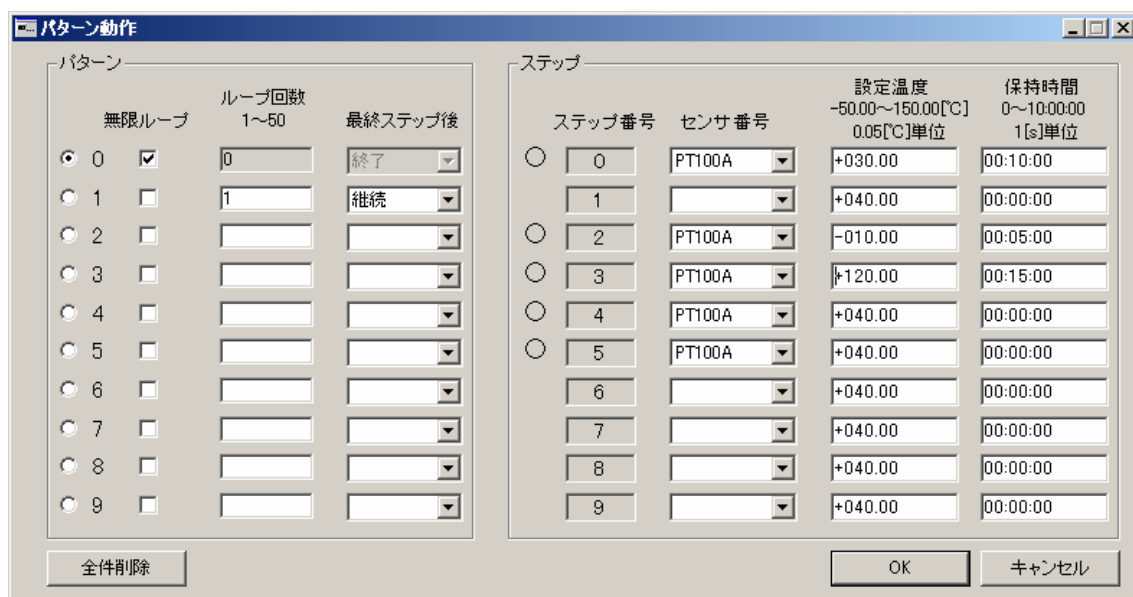 パターン動作
パターン
ステップ
無限ループ
ループ回数
1～50
最終ステップ後
ステップ番号
センサ番号
設定温度
-50.00～150.00[℃]
0.05[℃]単位
保持時間
0～10:00:00
1[s]単位
0 0 終了 0 PT100A +030.00 00:10:00
1 1 継続 1 +040.00 00:00:00
2 2 PT100A -010.00 00:05:00
3 3 PT100A +120.00 00:15:00
4 4 PT100A +040.00 00:00:00
5 5 PT100A +040.00 00:00:00
6 6 +040.00 00:00:00
7 7 +040.00 00:00:00
8 8 +040.00 00:00:00
9 9 +040.00 00:00:00
全件削除
OK
キャンセル